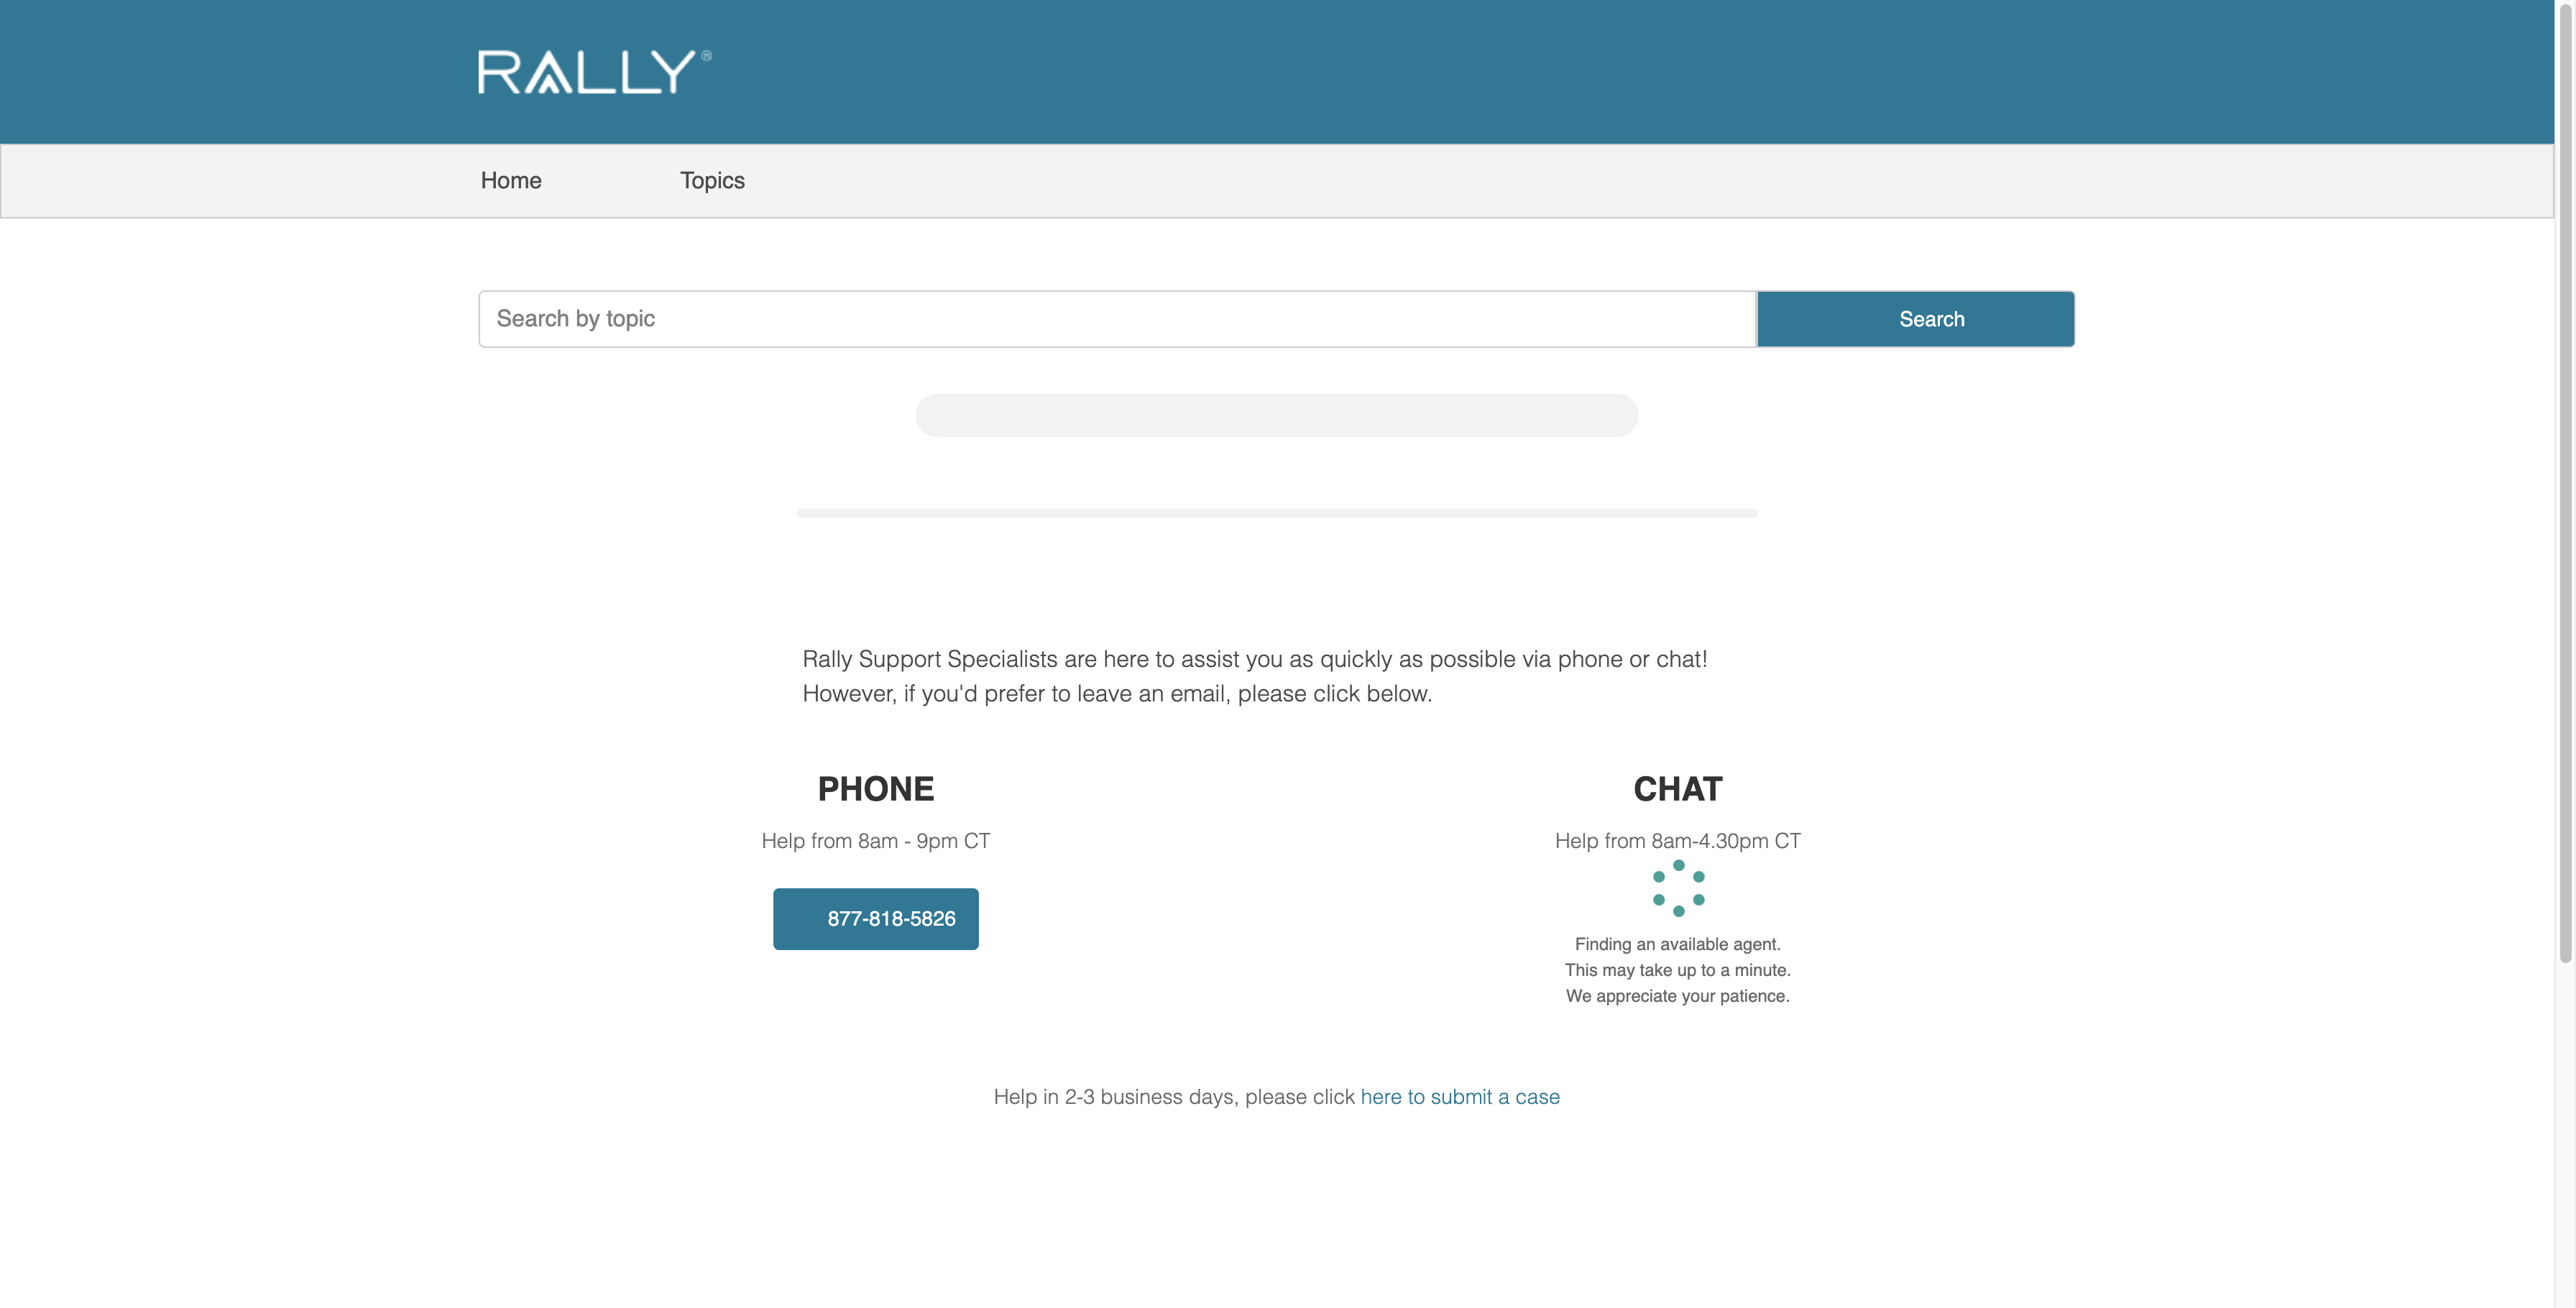 RALLY®
Home
Topics
Search by topic
Search
Rally Support Specialists are here to assist you as quickly as possible via phone or chat!
However, if you'd prefer to leave an email, please click below.
PHONE
Help from 8am - 9pm CT
877-818-5826
CHAT
Help from 8am-4.30pm CT
Finding an available agent.
This may take up to a minute.
We appreciate your patience.
Help in 2-3 business days, please click here to submit a case